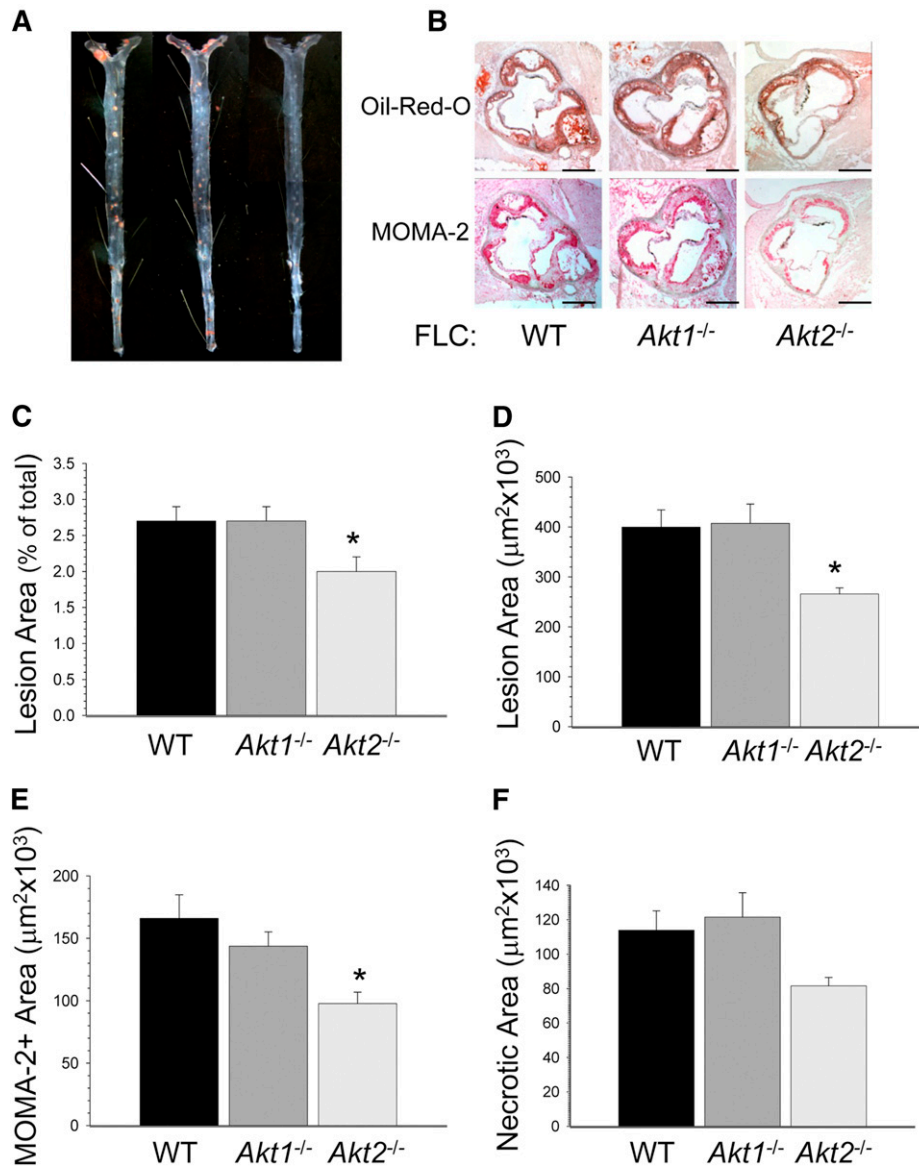 A
B
Oil-Red-O
MOMA-2
FLC: WT Akt1-/- Akt2-/-
C
Lesion Area (% of total)
3.5
3.0
2.5
2.0
1.5
1.0
0.5
0.0
*
WT Akt1-/- Akt2-/-
D
Lesion Area (μm²x10³)
500
400
300
200
100
0
*
WT Akt1-/- Akt2-/-
E
MOMA-2+ Area (μm²x10³)
200
150
100
50
0
*
WT Akt1-/- Akt2-/-
F
Necrotic Area (μm²x10³)
140
120
100
80
60
40
20
0
WT Akt1-/- Akt2-/-